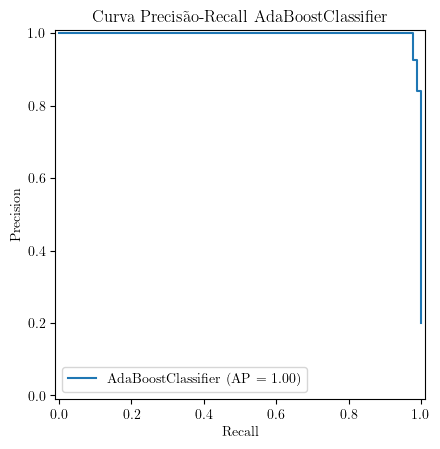 Curva Precisão-Recall AdaBoostClassifier
1.0
0.8
0.6
0.4
0.2
0.0
Precision
AdaBoostClassifier (AP = 1.00)
0.0 0.2 0.4 0.6 0.8 1.0
Recall